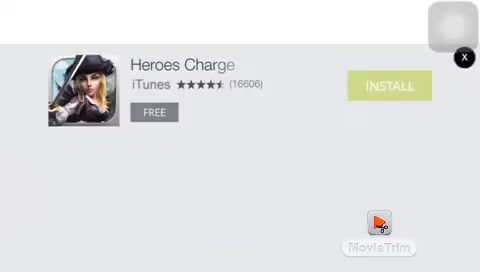 X
Heroes Charge
iTunes (16606)
INSTALL
FREE
MovieTrim